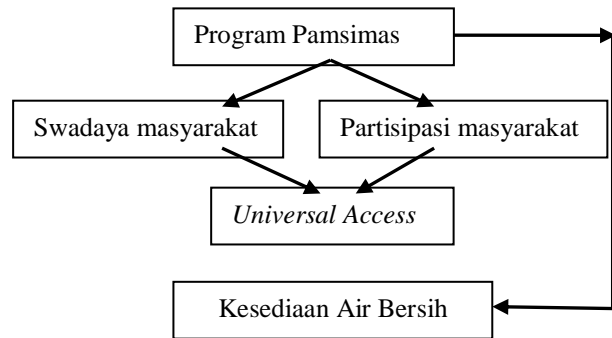 Program Pamsimas
Swadaya masyarakat
Partisipasi masyarakat
Universal Access
Kesediaan Air Bersih